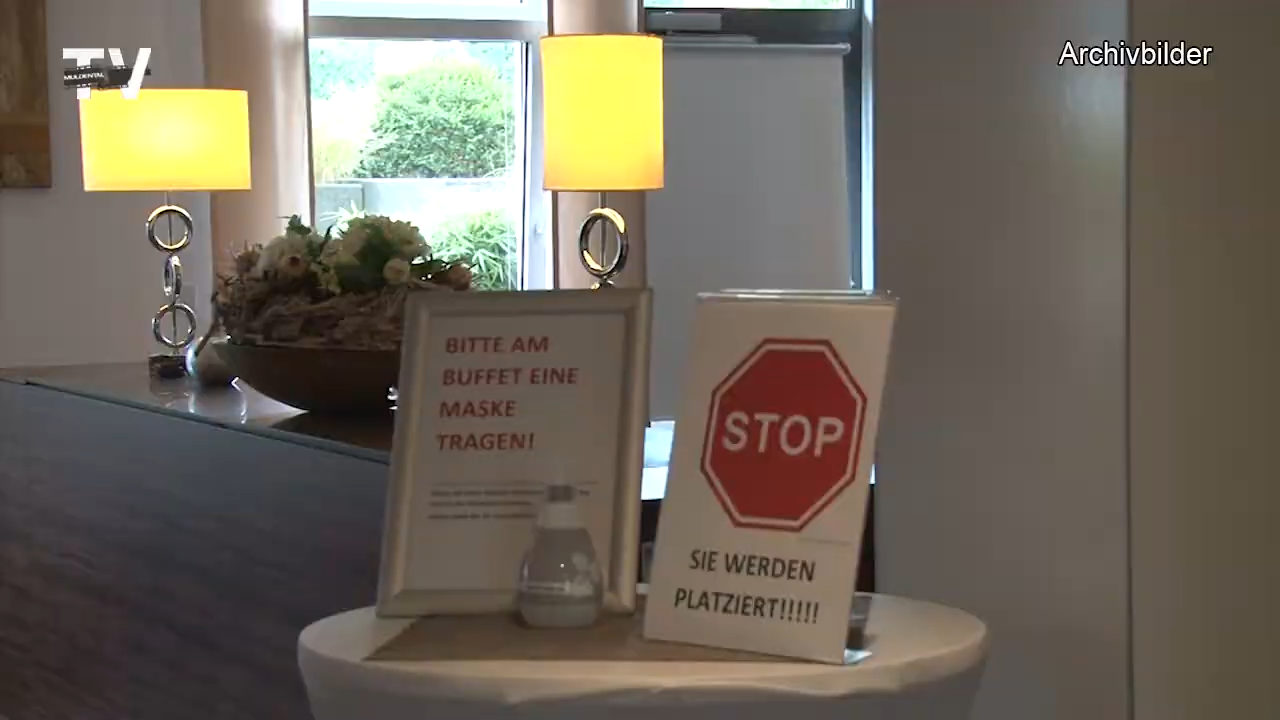 TV
MULDENTAL
Archivbilder
BITTE AM
BUFFET EINE
MASKE
TRAGEN!
STOP
SIE WERDEN
PLATZIERT!!!!!